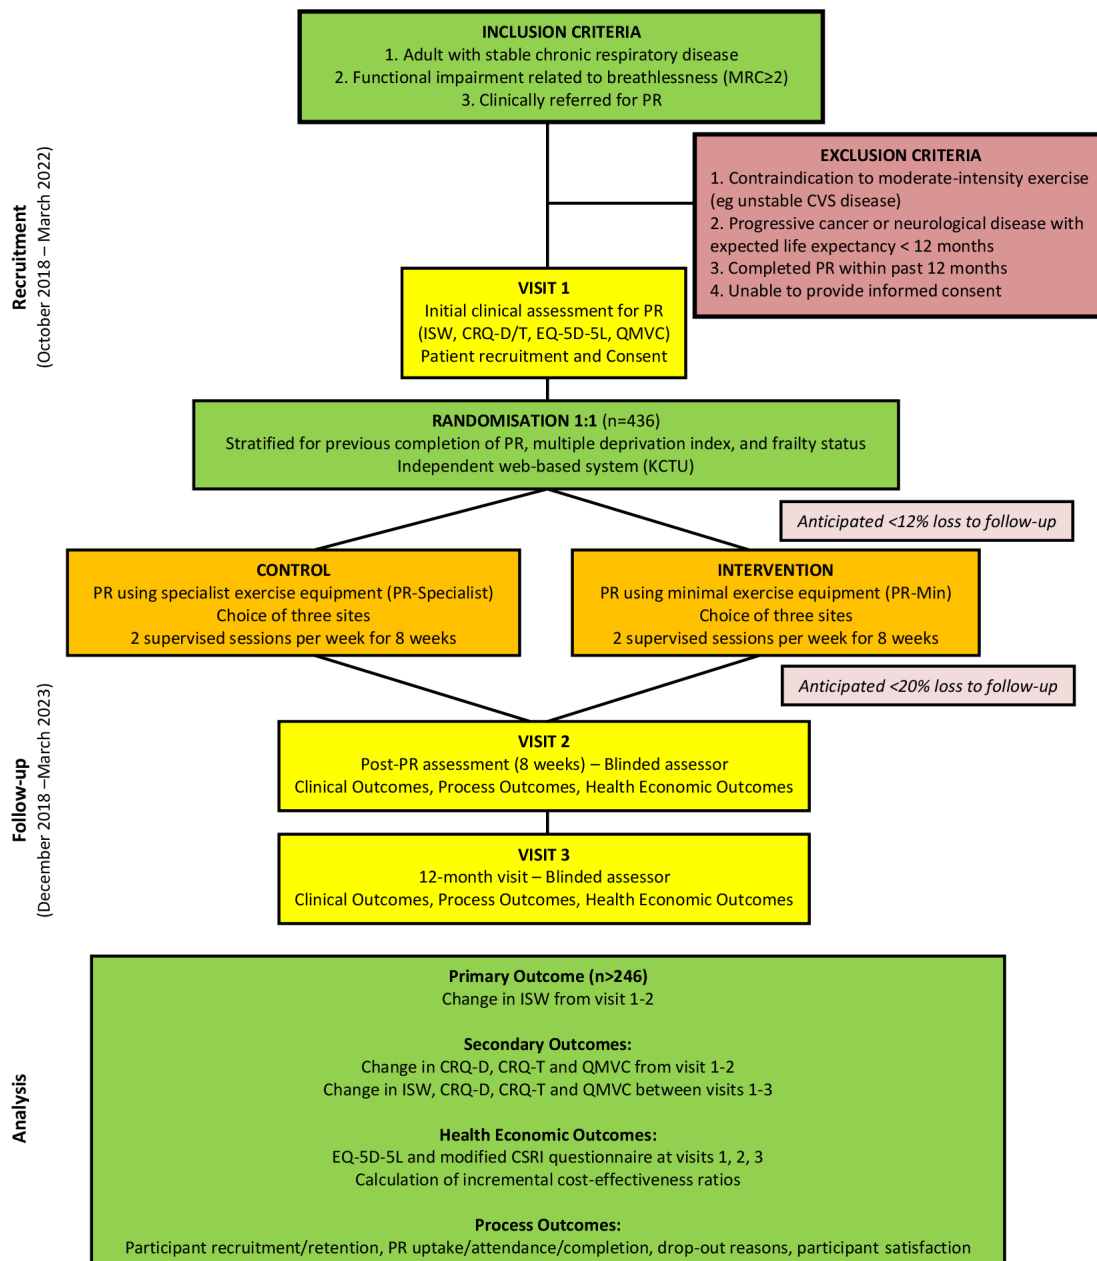 INCLUSION CRITERIA
1. Adult with stable chronic respiratory disease
2. Functional impairment related to breathlessness (MRC≥2)
3. Clinically referred for PR
EXCLUSION CRITERIA
1. Contraindication to moderate-intensity exercise
(eg unstable CVS disease)
2. Progressive cancer or neurological disease with
expected life expectancy < 12 months
3. Completed PR within past 12 months
4. Unable to provide informed consent
Recruitment
(October 2018 – March 2022)
VISIT 1
Initial clinical assessment for PR
(ISW, CRQ-D/T, EQ-5D-5L, QMVC)
Patient recruitment and Consent
RANDOMISATION 1:1 (n=436)
Stratified for previous completion of PR, multiple deprivation index, and frailty status
Independent web-based system (KCTU)
Anticipated <12% loss to follow-up
CONTROL
PR using specialist exercise equipment (PR-Specialist)
Choice of three sites
2 supervised sessions per week for 8 weeks
INTERVENTION
PR using minimal exercise equipment (PR-Min)
Choice of three sites
2 supervised sessions per week for 8 weeks
Anticipated <20% loss to follow-up
Follow-up
(December 2018 –March 2023)
VISIT 2
Post-PR assessment (8 weeks) – Blinded assessor
Clinical Outcomes, Process Outcomes, Health Economic Outcomes
VISIT 3
12-month visit – Blinded assessor
Clinical Outcomes, Process Outcomes, Health Economic Outcomes
Analysis
Primary Outcome (n>246)
Change in ISW from visit 1-2
Secondary Outcomes:
Change in CRQ-D, CRQ-T and QMVC from visit 1-2
Change in ISW, CRQ-D, CRQ-T and QMVC between visits 1-3
Health Economic Outcomes:
EQ-5D-5L and modified CSRI questionnaire at visits 1, 2, 3
Calculation of incremental cost-effectiveness ratios
Process Outcomes:
Participant recruitment/retention, PR uptake/attendance/completion, drop-out reasons, participant satisfaction